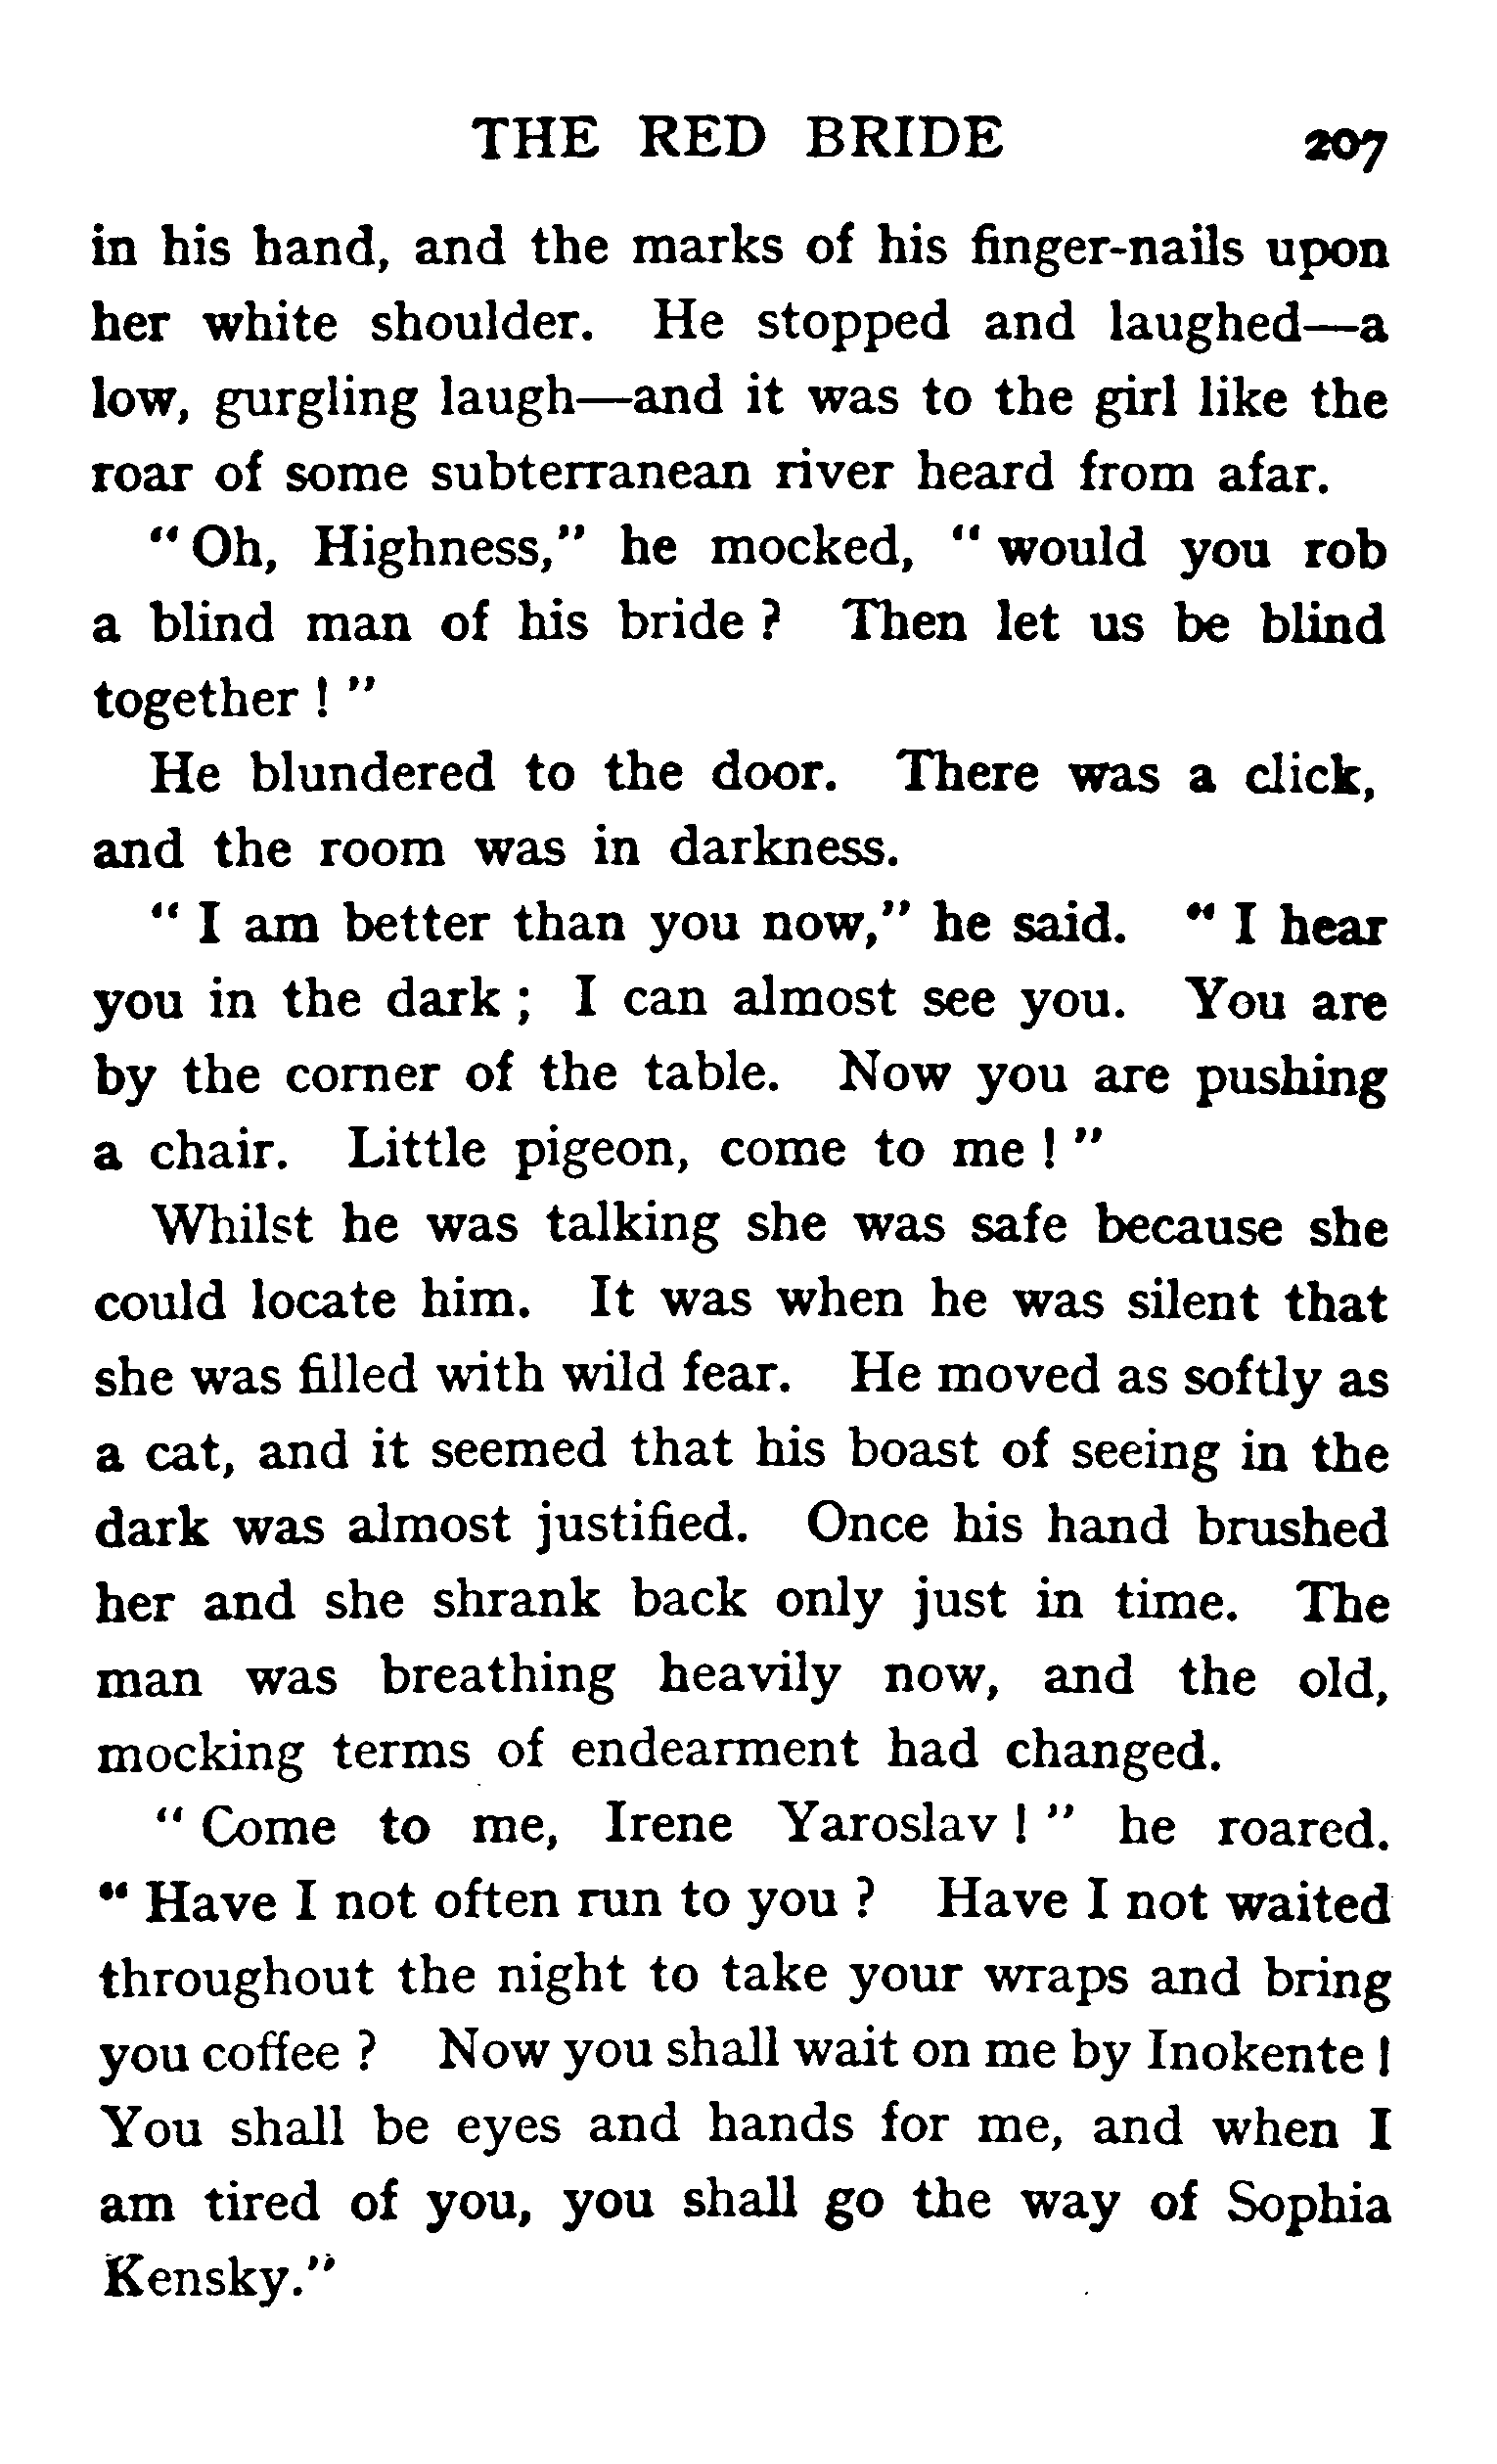 THE RED BRIDE 207
in his hand, and the marks of his finger-nails upon
her white shoulder. He stopped and laughed—a
low, gurgling laugh—and it was to the girl like the
roar of some subterranean river heard from afar.
"Oh, Highness," he mocked, "would you rob
a blind man of his bride? Then let us be blind
together!"
He blundered to the door. There was a click,
and the room was in darkness.
"I am better than you now," he said. "I hear
you in the dark; I can almost see you. You are
by the corner of the table. Now you are pushing
a chair. Little pigeon, come to me!"
Whilst he was talking she was safe because she
could locate him. It was when he was silent that
she was filled with wild fear. He moved as softly as
a cat, and it seemed that his boast of seeing in the
dark was almost justified. Once his hand brushed
her and she shrank back only just in time. The
man was breathing heavily now, and the old,
mocking terms of endearment had changed.
"Come to me, Irene Yaroslav!" he roared.
"Have I not often run to you? Have I not waited
throughout the night to take your wraps and bring
you coffee? Now you shall wait on me by Inokente!
You shall be eyes and hands for me, and when I
am tired of you, you shall go the way of Sophia
Kensky."